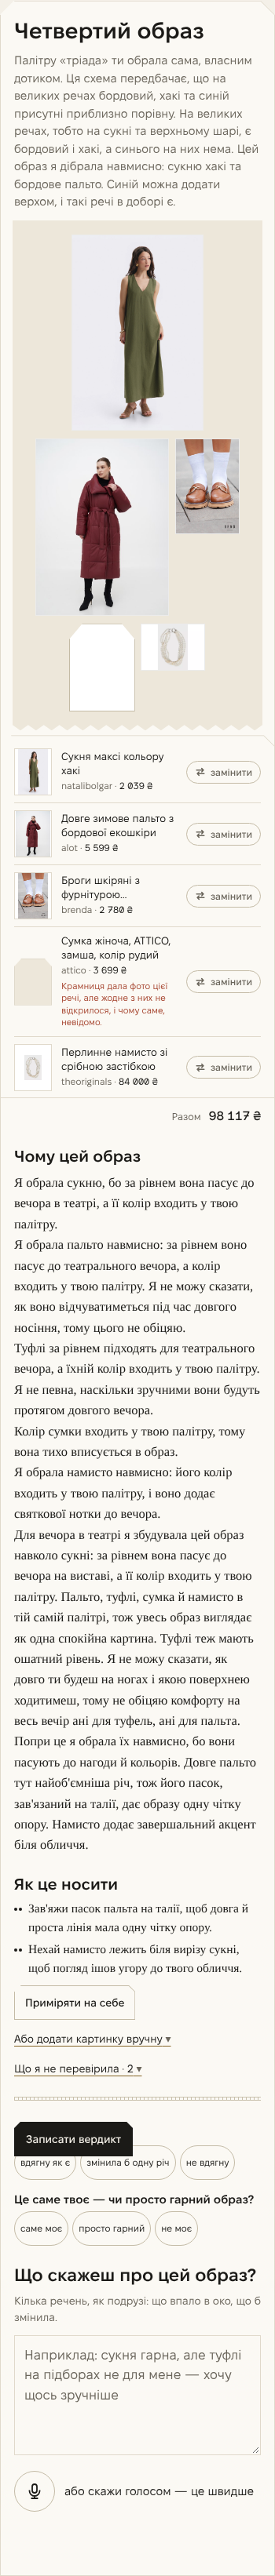 Четвертий образ
Палітру «тріада» ти обрала сама, власним
дотиком. Ця схема передбачає, що на
великих речах бордовий, хакі та синій
присутні приблизно порівну. На великих
речах, тобто на сукні та верхньому шарі, є
бордовий і хакі, а синього на них нема. Цей
образ я дібрала навмисно: сукню хакі та
бордове пальто. Синій можна додати
верхом, і такі речі в доборі є.
Сукня максі кольору
хакі
natalibolgar · 2 039 ₴
замінити
Довге зимове пальто з
бордової екошкіри
alot · 5 599 ₴
замінити
Броги шкіряні з
фурнітурою...
brenda · 2 780 ₴
замінити
Сумка жіноча, ATTICO,
замша, колір рудий
attico · 3 699 ₴
Крамниця дала фото цієї
речі, але жодне з них не
відкрилося, і чому саме,
невідомо.
замінити
Перлинне намисто зі
срібною застібкою
theoriginals · 84 000 ₴
замінити
Разом 98 117 ₴
Чому цей образ
Я обрала сукню, бо за рівнем вона пасує до
вечора в театрі, а її колір входить у твою
палітру.
Я обрала пальто навмисно: за рівнем воно
пасує до театрального вечора, а колір
входить у твою палітру. Я не можу сказати,
як воно відчуватиметься під час довгого
носіння, тому цього не обіцяю.
Туфлі за рівнем підходять для театрального
вечора, а їхній колір входить у твою палітру.
Я не певна, наскільки зручними вони будуть
протягом довгого вечора.
Колір сумки входить у твою палітру, тому
вона тихо вписується в образ.
Я обрала намисто навмисно: його колір
входить у твою палітру, і воно додає
святкової нотки до вечора.
Для вечора в театрі я збудувала цей образ
навколо сукні: за рівнем вона пасує до
вечора на виставі, а її колір входить у твою
палітру. Пальто, туфлі, сумка й намисто в
тій самій палітрі, тож увесь образ виглядає
як одна спокійна картина. Туфлі теж мають
ошатний рівень. Я не можу сказати, як
довго ти будеш на ногах і якою поверхнею
ходитимеш, тому не обіцяю комфорту на
весь вечір ані для туфель, ані для пальта.
Попри це я обрала їх навмисно, бо вони
пасують до нагоди й кольорів. Довге пальто
тут найоб'ємніша річ, тож його пасок,
зав'язаний на талії, дає образу одну чітку
опору. Намисто додає завершальний акцент
біля обличчя.
Як це носити
Зав'яжи пасок пальта на талії, щоб довга й
проста лінія мала одну чітку опору.
Нехай намисто лежить біля вирізу сукні,
щоб погляд ішов угору до твого обличчя.
Приміряти на себе
Або додати картинку вручну ▾
Що я не перевірила · 2 ▾
Записати вердикт
вдягну як є
змінила б одну річ
не вдягну
Це саме твоє — чи просто гарний образ?
саме моє
просто гарний
не моє
Що скажеш про цей образ?
Кілька речень, як подрузі: що впало в око, що б
змінила.
Наприклад: сукня гарна, але туфлі
на підборах не для мене — хочу
щось зручніше
або скажи голосом — це швидше